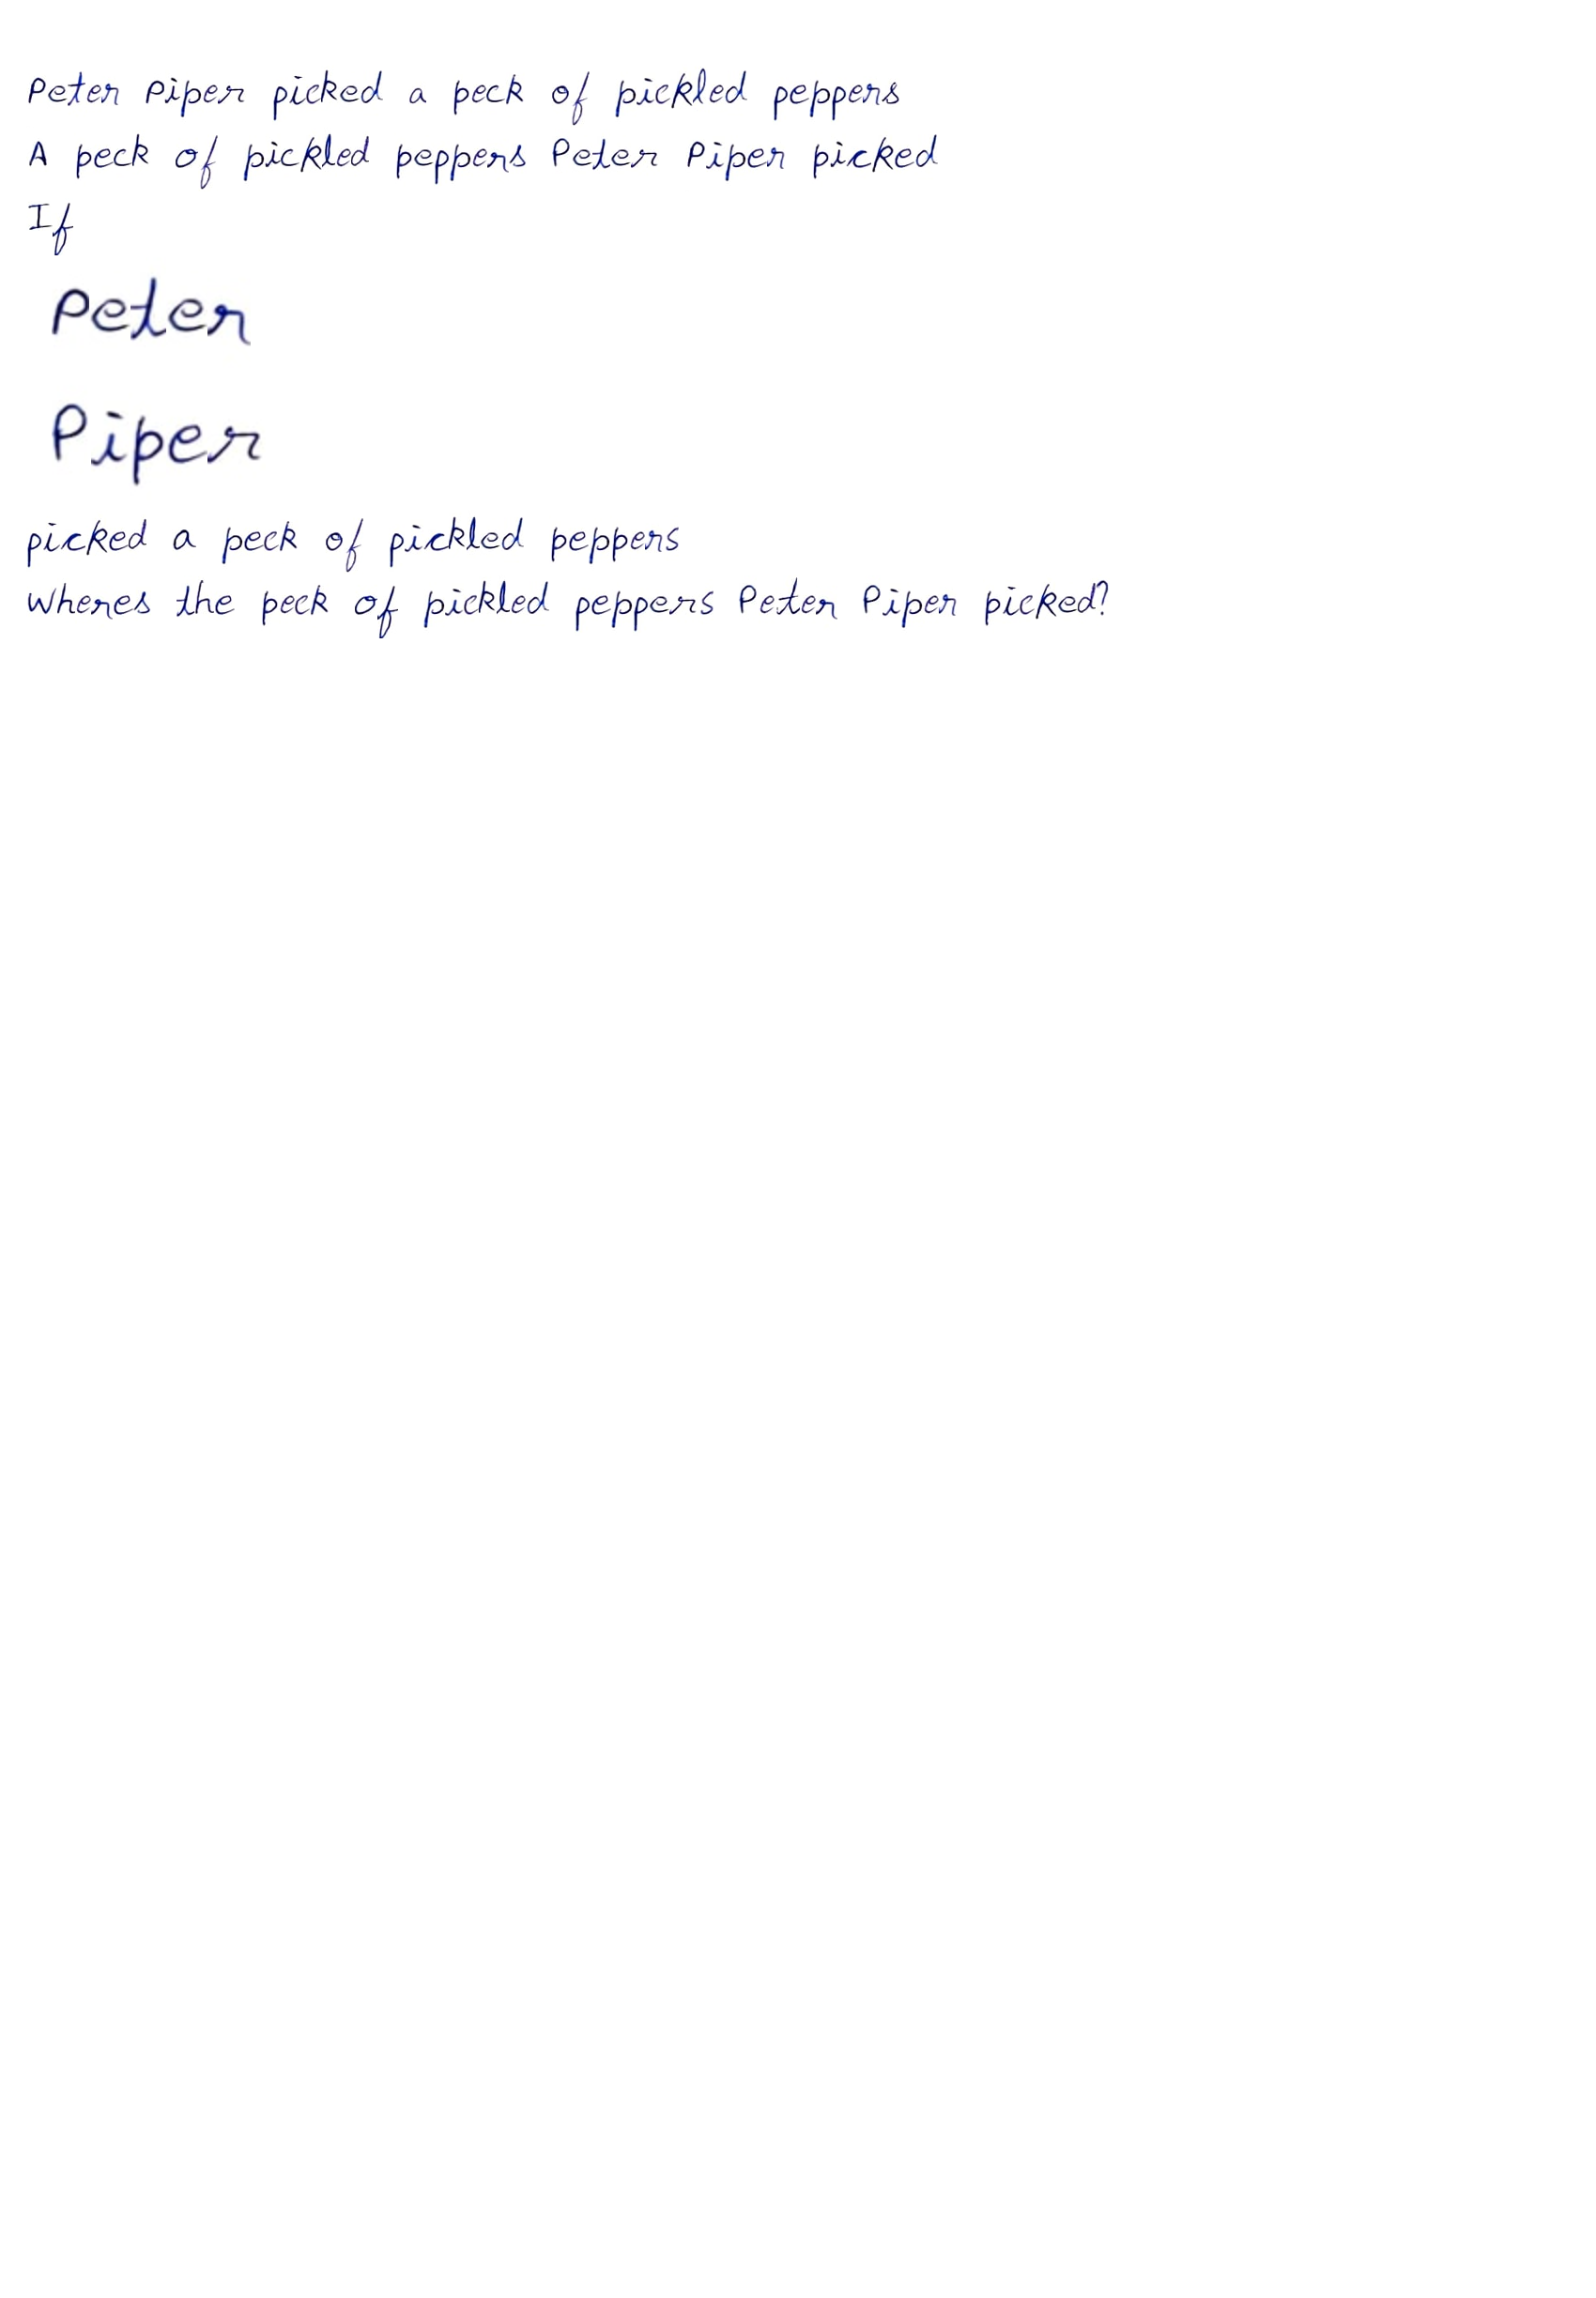 Peter Piper picked a peck of pickled peppers
A peck of pickled peppers Peter Piper picked
If
Peter
Piper
picked a peck of pickled peppers
Wheres the peck of pickled peppers Peter Piper picked?